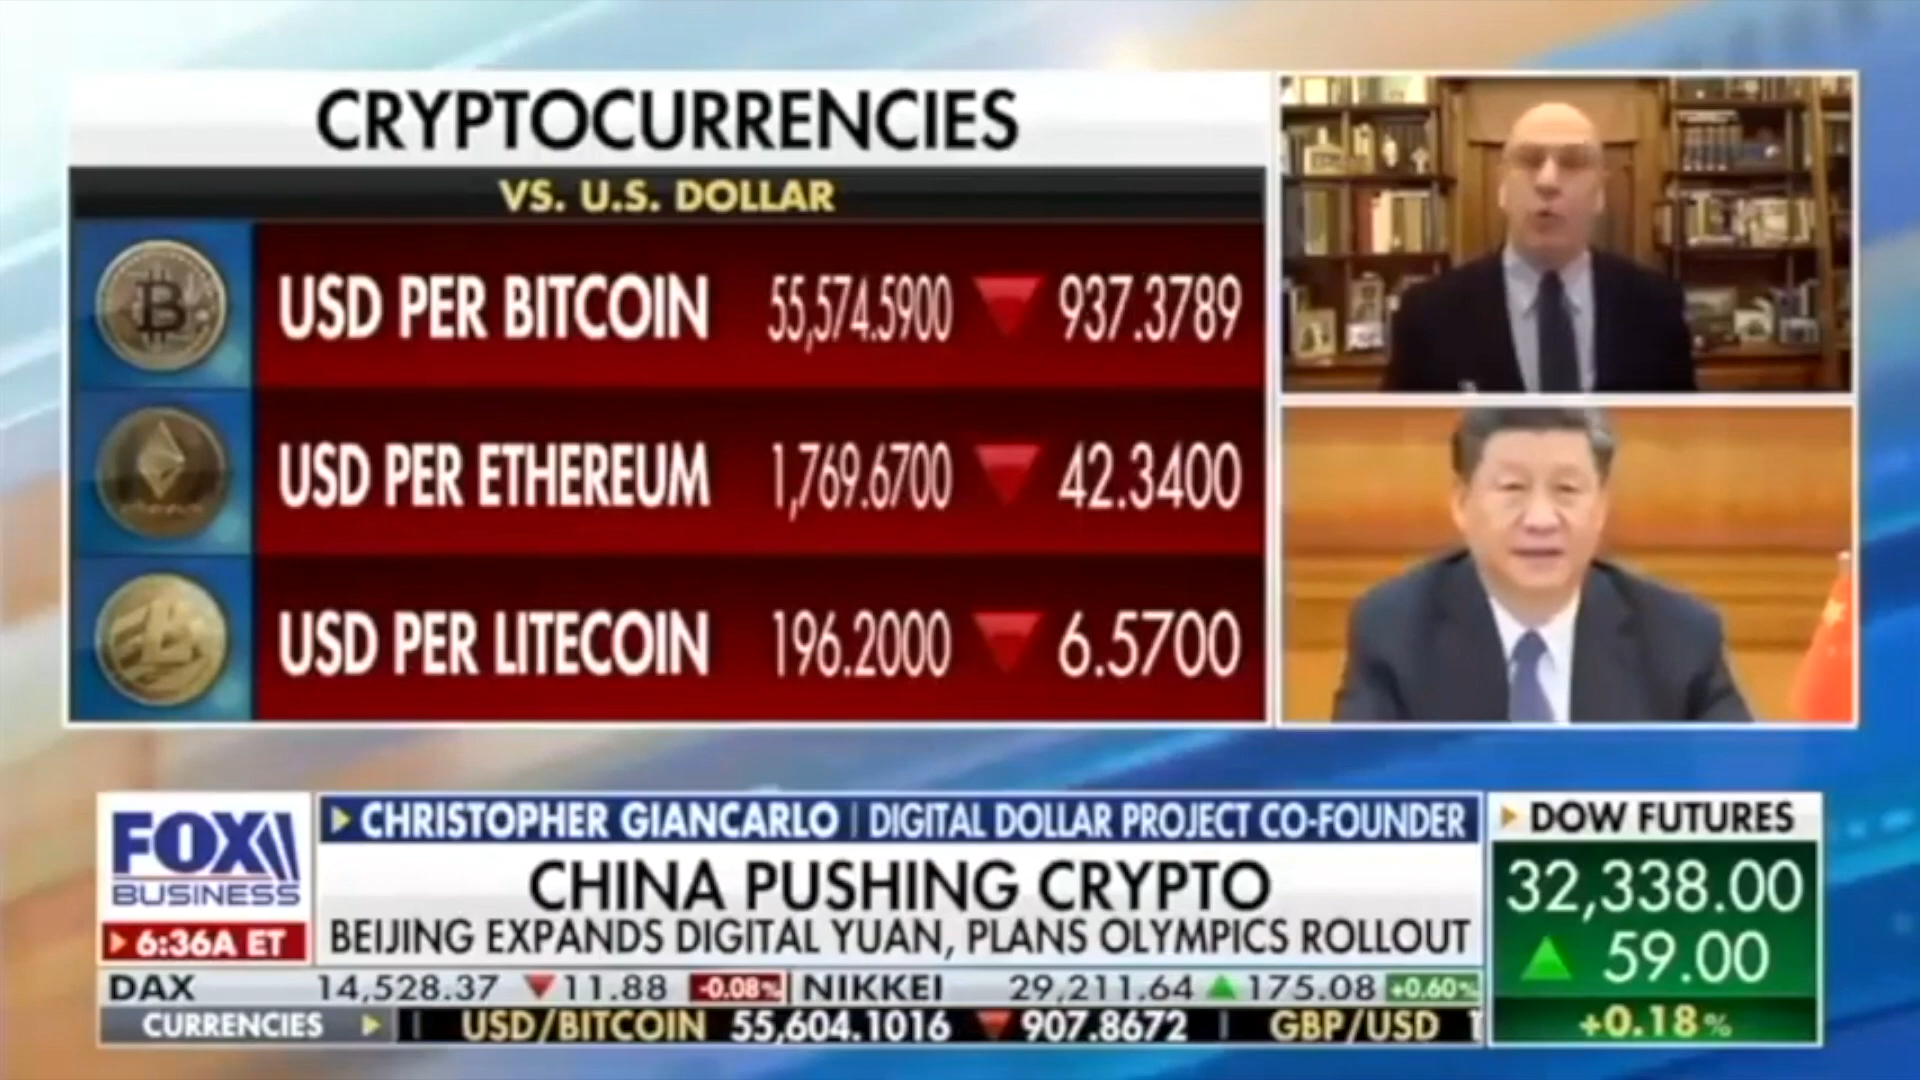 CRYPTOCURRENCIES
VS. U.S. DOLLAR
USD PER BITCOIN 55,574.5900 ▼ 937.3789
USD PER ETHEREUM 1,769.6700 ▼ 42.3400
USD PER LITECOIN 196.2000 ▼ 6.5700
FOX BUSINESS
6:36A ET
CHRISTOPHER GIANCARLO | DIGITAL DOLLAR PROJECT CO-FOUNDER
CHINA PUSHING CRYPTO
BEIJING EXPANDS DIGITAL YUAN, PLANS OLYMPICS ROLLOUT
DOW FUTURES
32,338.00
▲ 59.00
+0.18%
DAX 14,528.37 ▼ 11.88 -0.08% | NIKKEI 29,211.64 ▲ 175.08 +0.60%
CURRENCIES | USD/BITCOIN 55,604.1016 ▼ 907.8672 | GBP/USD